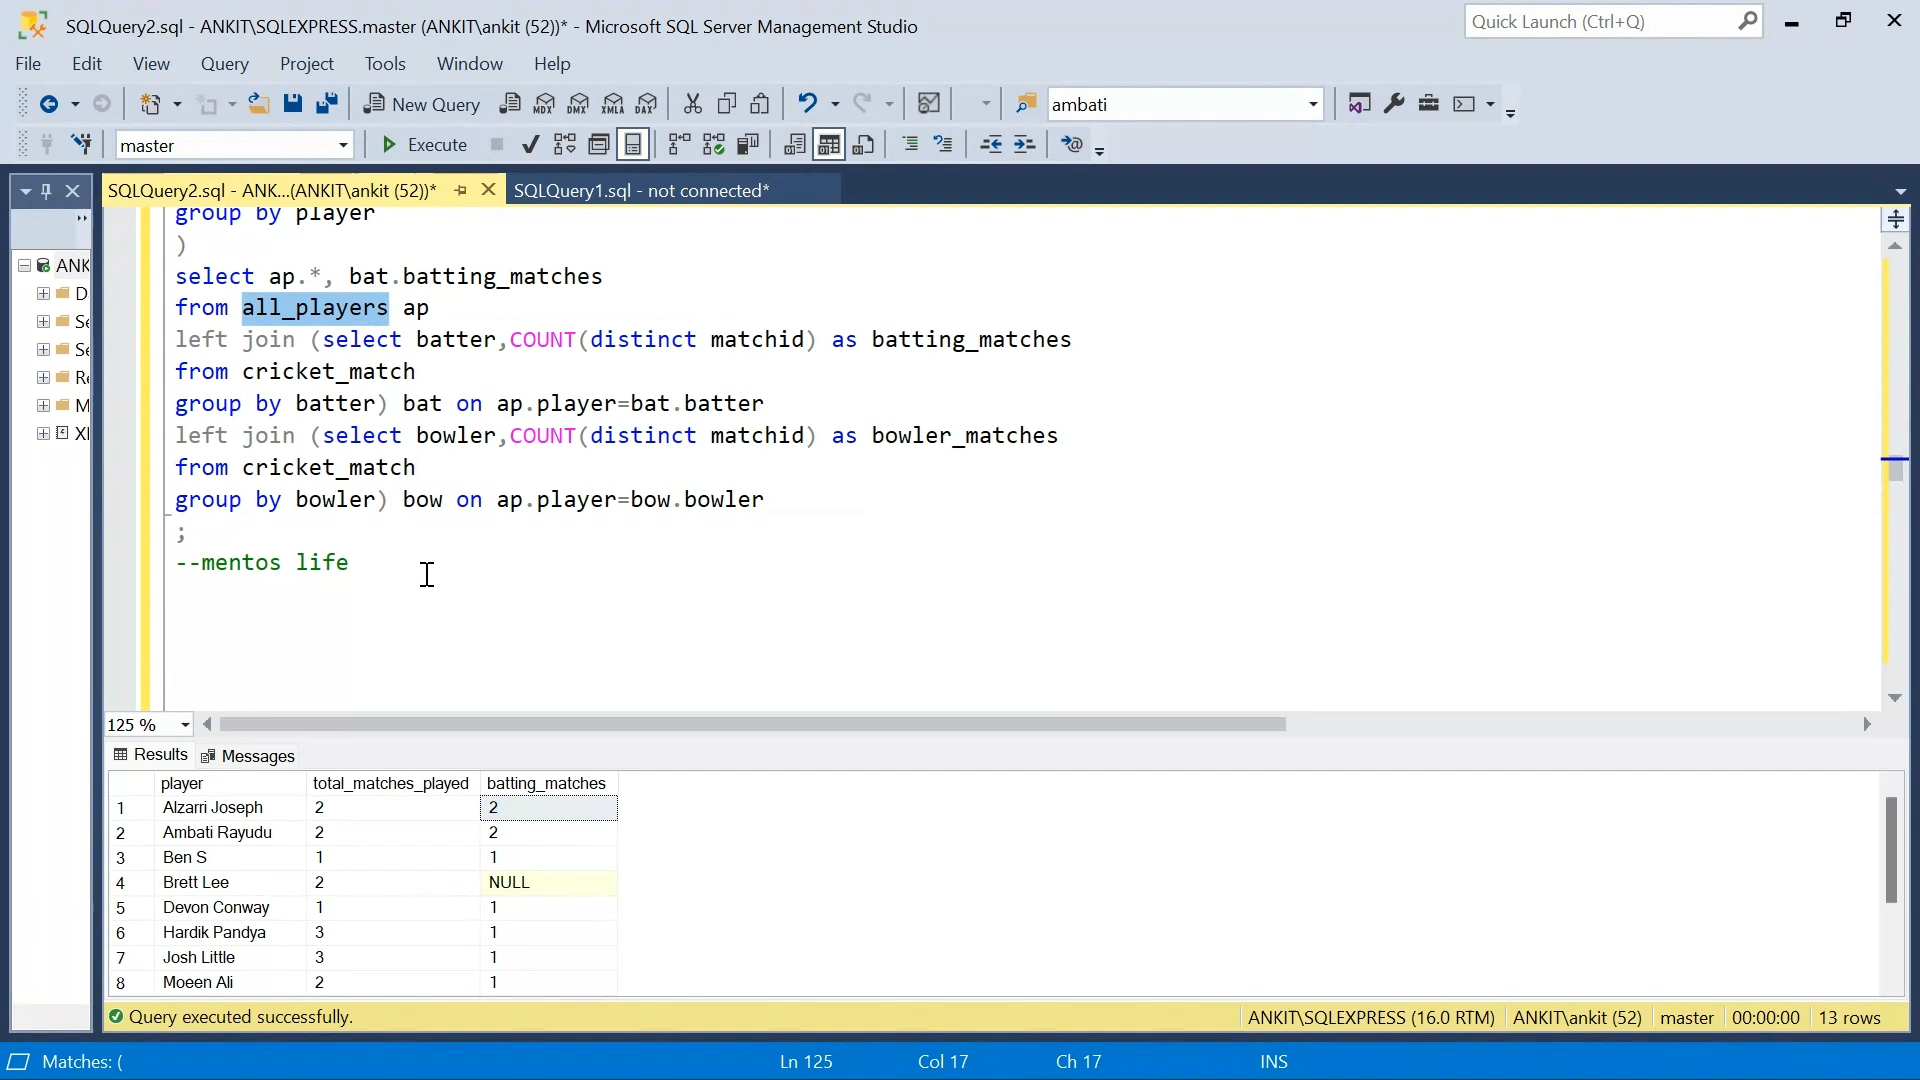 SQLQuery2.sql - ANKIT\SQLEXPRESS.master (ANKIT\ankit (52))* - Microsoft SQL Server Management Studio
Quick Launch (Ctrl+Q)
File Edit View Query Project Tools Window Help
New Query MDX DMX XMLA DAX ambati
master Execute
SQLQuery2.sql - ANK...(ANKIT\ankit (52))* SQLQuery1.sql - not connected*
ANK
D
Se
Se
Re
M
XI
group by player
)
select ap.*, bat.batting_matches
from all_players ap
left join (select batter,COUNT(distinct matchid) as batting_matches
from cricket_match
group by batter) bat on ap.player=bat.batter
left join (select bowler,COUNT(distinct matchid) as bowler_matches
from cricket_match
group by bowler) bow on ap.player=bow.bowler
;
--mentos life
125 %
Results Messages
player total_matches_played batting_matches
1 Alzarri Joseph 2 2
2 Ambati Rayudu 2 2
3 Ben S 1 1
4 Brett Lee 2 NULL
5 Devon Conway 1 1
6 Hardik Pandya 3 1
7 Josh Little 3 1
8 Moeen Ali 2 1
Query executed successfully. ANKIT\SQLEXPRESS (16.0 RTM) ANKIT\ankit (52) master 00:00:00 13 rows
Matches: ( Ln 125 Col 17 Ch 17 INS